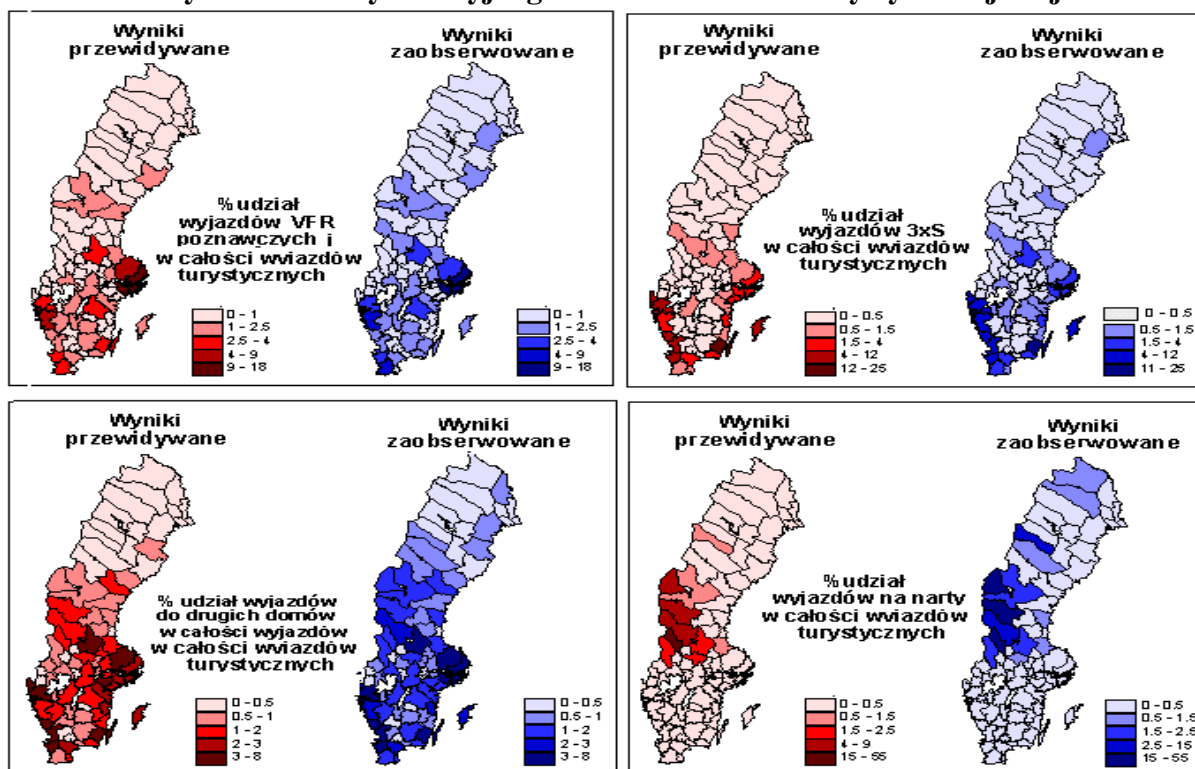 Wyniki
przewidywane
Wyniki
zaobserwowane
% udział
wyjazdów VFR
poznawczych i
w całości wyiazdów
turystycznych
0 - 1
1 - 2.5
2.5 - 4
4 - 9
9 - 18
0 - 1
1 - 2.5
2.5 - 4
4 - 9
9 - 18
Wyniki
przewidywane
Wyniki
zaobserwowane
% udział
wyjazdów 3xS
w całości wviazdów
turystycznych
0 - 0.5
0.5 - 1.5
1.5 - 4
4 - 12
12 - 25
0 - 0.5
0.5 - 1.5
1.5 - 4
4 - 12
11 - 25
Wyniki
przewidywane
Wyniki
zaobserwowane
% udział wyjazdów
do drugich domów
w całości wyjazdów
w całości wviazdów
turystycznych
0 - 0.5
0.5 - 1
1 - 2
2 - 3
3 - 8
0 - 0.5
0.5 - 1
1 - 2
2 - 3
3 - 8
Wyniki
przewidywane
Wyniki
zaobserwowane
% udział
wyjazdów na narty
w całości wviazdów
turystycznych
0 - 0.5
0.5 - 1.5
1.5 - 2.5
4 - 9
15 - 55
0 - 0.5
0.5 - 1.5
1.5 - 2.5
2.5 - 15
15 - 55